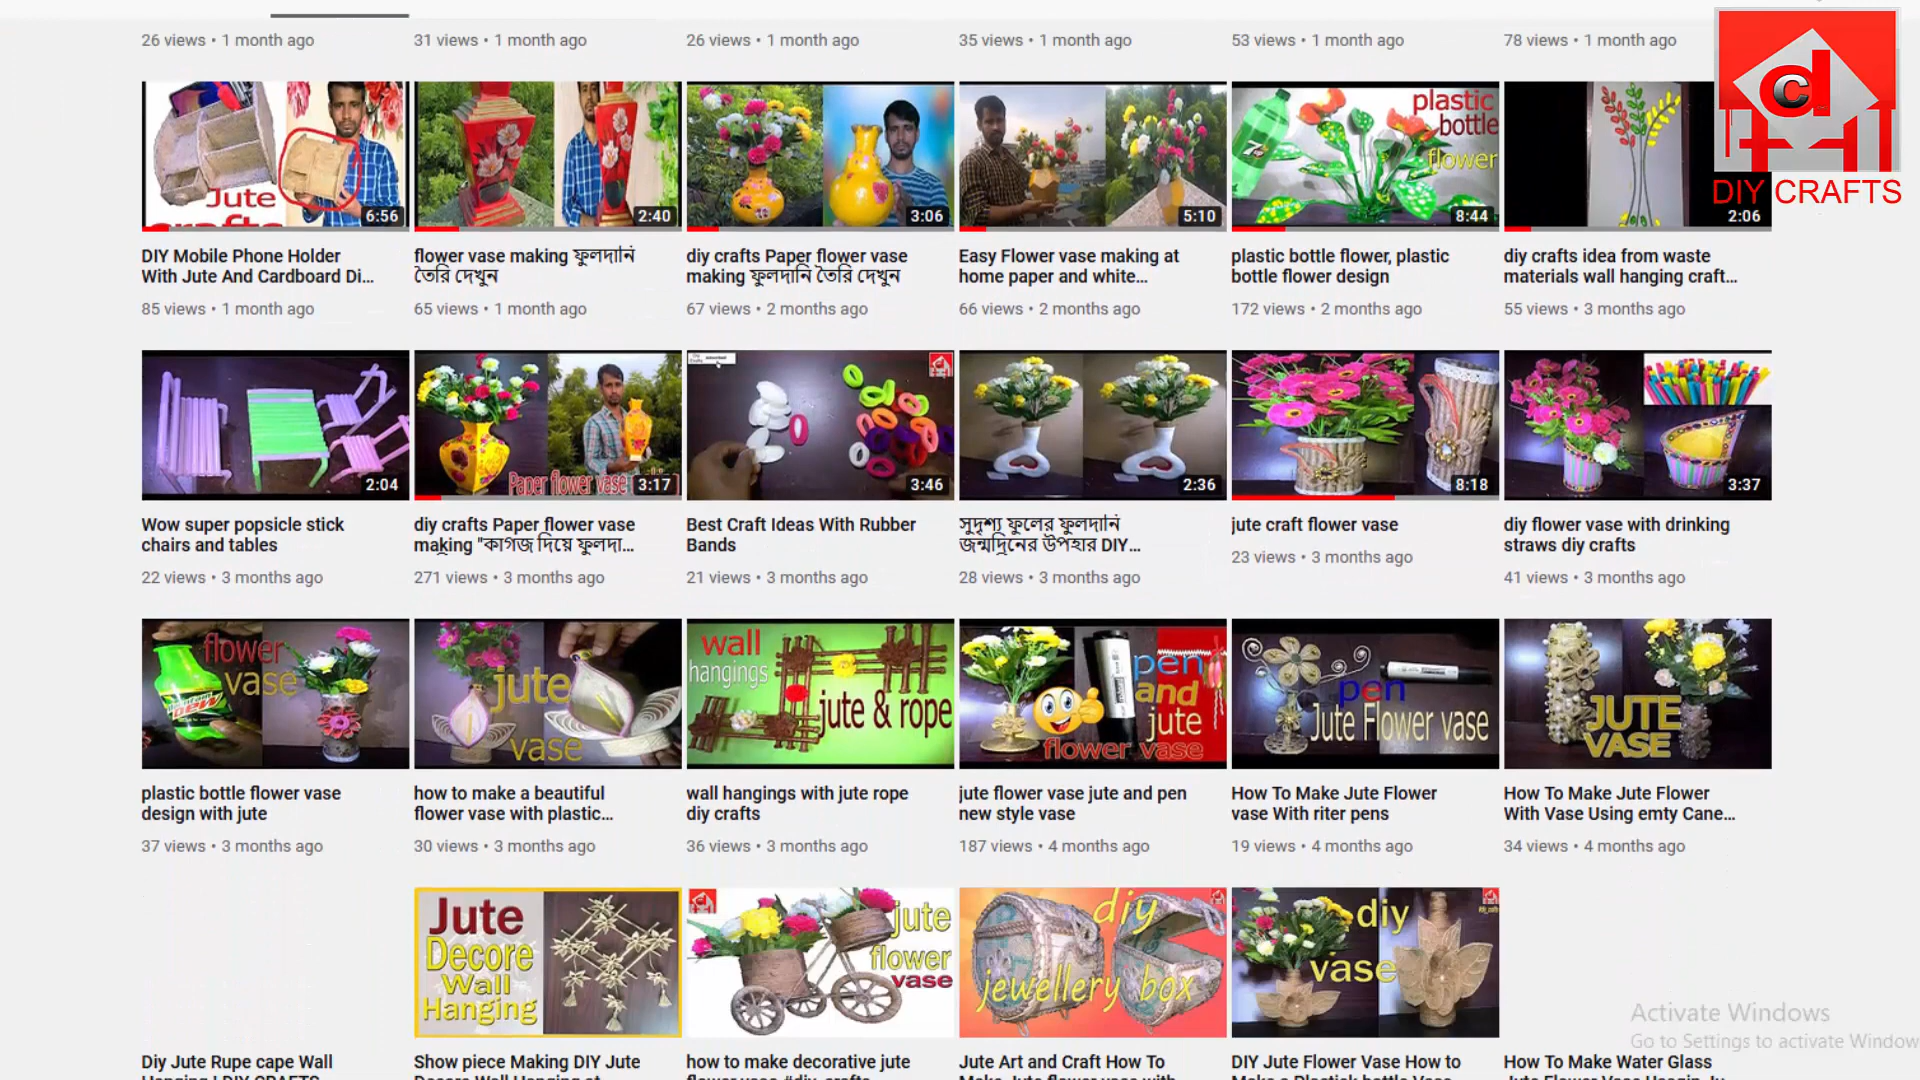 26 views • 1 month ago
31 views • 1 month ago
26 views • 1 month ago
35 views • 1 month ago
53 views • 1 month ago
78 views • 1 month ago
dc
DIY CRAFTS
Jute
crafts
6:56
2:40
3:06
5:10
plastic
bottle
flower
8:44
2:06
DIY Mobile Phone Holder
With Jute And Cardboard Di...
85 views • 1 month ago
flower vase making ফুলদানি
তৈরি দেখুন
65 views • 1 month ago
diy crafts Paper flower vase
making ফুলদানি তৈরি দেখুন
67 views • 2 months ago
Easy Flower vase making at
home paper and white...
66 views • 2 months ago
plastic bottle flower, plastic
bottle flower design
172 views • 2 months ago
diy crafts idea from waste
materials wall hanging craft...
55 views • 3 months ago
2:04
Paper flower vase
3:17
3:46
2:36
8:18
3:37
Wow super popsicle stick
chairs and tables
22 views • 3 months ago
diy crafts Paper flower vase
making "কাগজ দিয়ে ফুলদা...
271 views • 3 months ago
Best Craft Ideas With Rubber
Bands
21 views • 3 months ago
সুদৃশ্য ফুলের ফুলদানি
জন্মদিনের উপহার DIY...
28 views • 3 months ago
jute craft flower vase
23 views • 3 months ago
diy flower vase with drinking
straws diy crafts
41 views • 3 months ago
flower
vase
DEW
jute
vase
wall
hangings
jute & rope
pen
and
jute
flower vase
pen
Jute Flower vase
JUTE
VASE
plastic bottle flower vase
design with jute
37 views • 3 months ago
how to make a beautiful
flower vase with plastic...
30 views • 3 months ago
wall hangings with jute rope
diy crafts
36 views • 3 months ago
jute flower vase jute and pen
new style vase
187 views • 4 months ago
How To Make Jute Flower
vase With riter pens
19 views • 4 months ago
How To Make Jute Flower
With Vase Using emty Cane...
34 views • 4 months ago
Jute
Decore
Wall
Hanging
jute
flower
vase
diy
jewellery box
diy
vase
Activate Windows
Go to Settings to activate Window
Diy Jute Rupe cape Wall
Show piece Making DIY Jute
how to make decorative jute
Jute Art and Craft How To
DIY Jute Flower Vase How to
How To Make Water Glass